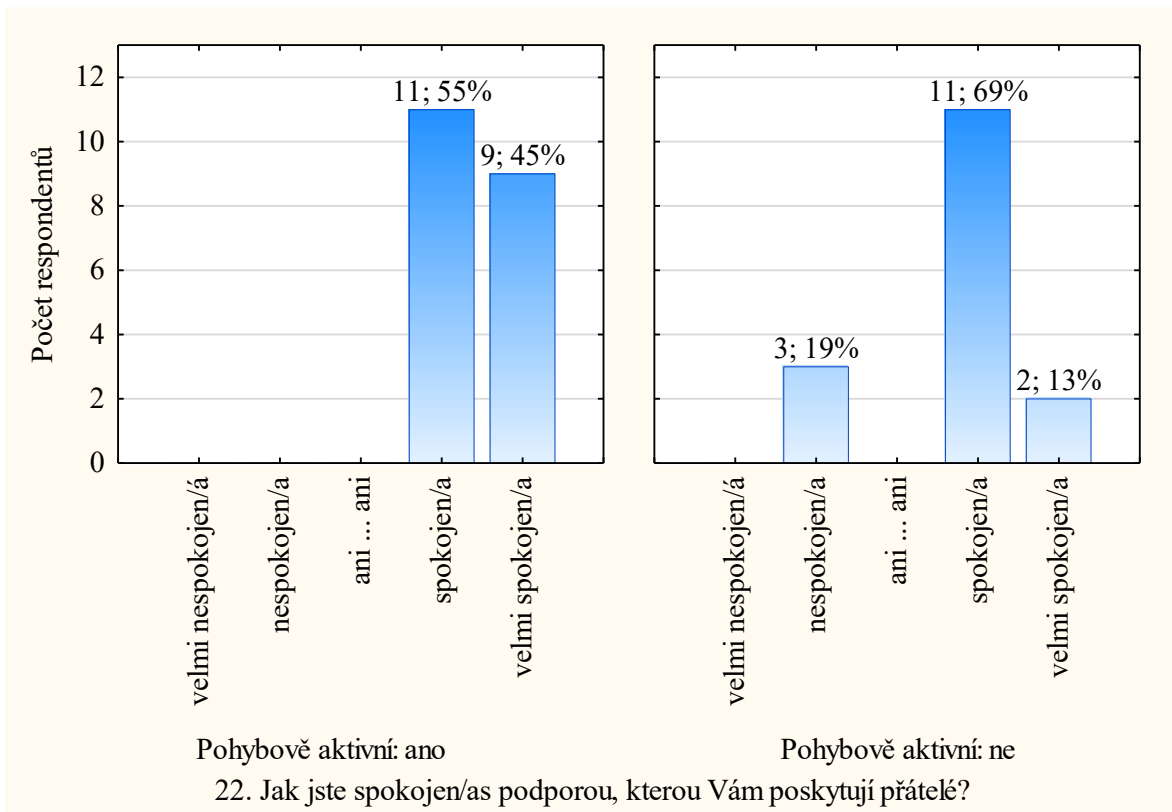 Počet respondentů
12
10
8
6
4
2
0
11; 55%
9; 45%
3; 19%
11; 69%
2; 13%
velmi nespokojen/á
nespokojen/a
ani ... ani
spokojen/a
velmi spokojen/a
velmi nespokojen/á
nespokojen/a
ani ... ani
spokojen/a
velmi spokojen/a
Pohybově aktivní: ano
Pohybově aktivní: ne
22. Jak jste spokojen/as podporou, kterou Vám poskytují přátelé?